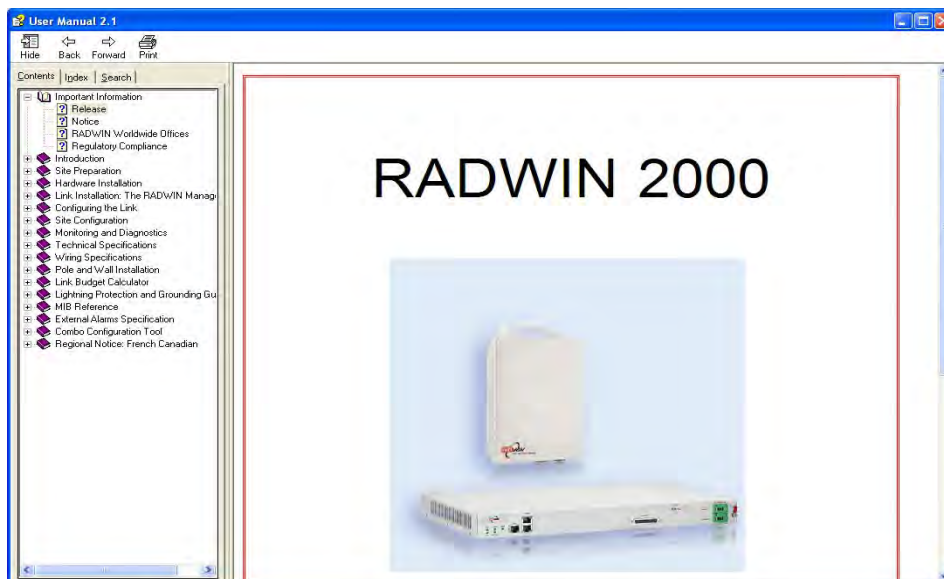 User Manual 2.1
Hide Back Forward Print
Contents Index Search
Important Information
Release
Notice
RADWIN Worldwide Offices
Regulatory Compliance
Introduction
Site Preparation
Hardware Installation
Link Installation: The RADWIN Manag
Configuring the Link
Site Configuration
Monitoring and Diagnostics
Technical Specifications
Wiring Specifications
Pole and Wall Installation
Link Budget Calculator
Lightning Protection and Grounding Gu
MIB Reference
External Alarms Specification
Combo Configuration Tool
Regional Notice: French Canadian
RADWIN 2000